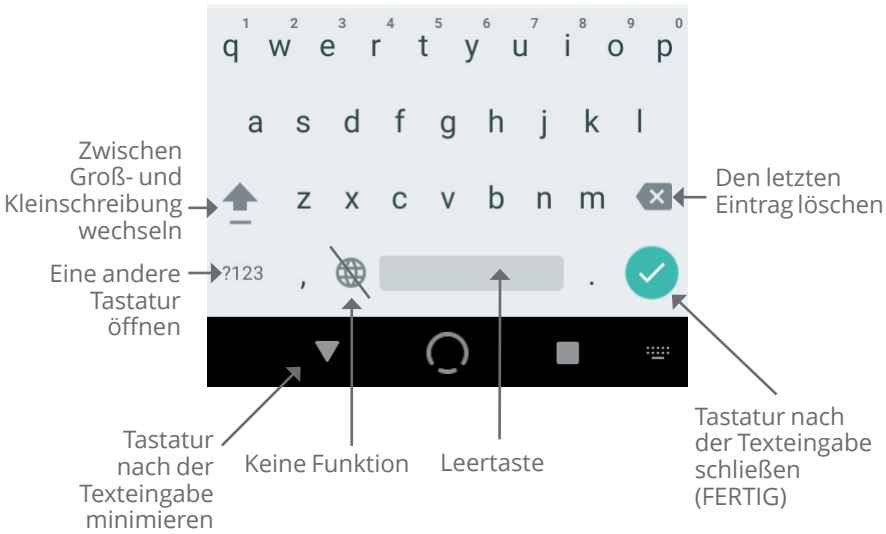 1 2 3 4 5 6 7 8 9 0
q w e r t y u i o p
a s d f g h j k l
Zwischen
Groß- und
Kleinschreibung
wechseln
z x c v b n m
Den letzten
Eintrag löschen
Eine andere
Tastatur
öffnen
?123 , .
Tastatur
nach der
Texteingabe
minimieren
Keine Funktion
Leertaste
Tastatur nach
der Texteingabe
schließen
(FERTIG)